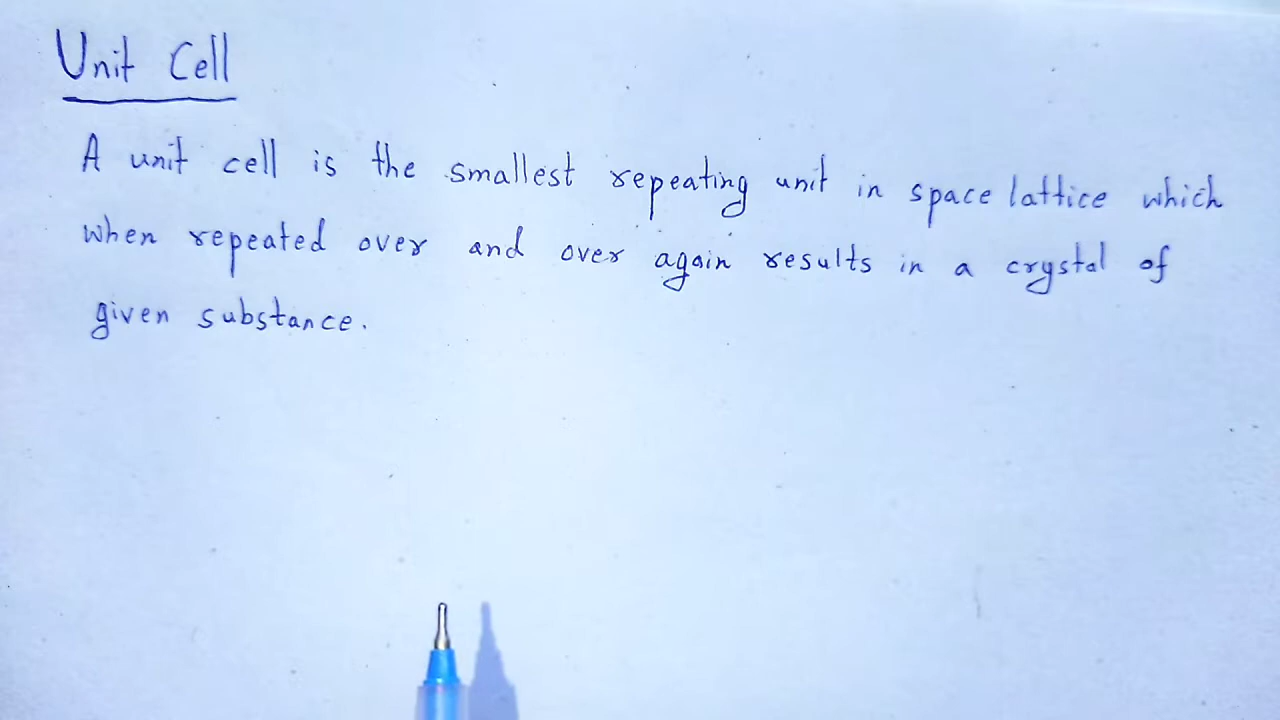 Unit Cell
A unit cell is the smallest repeating unit in space lattice which
when repeated over and over again results in a crystal of
given substance.